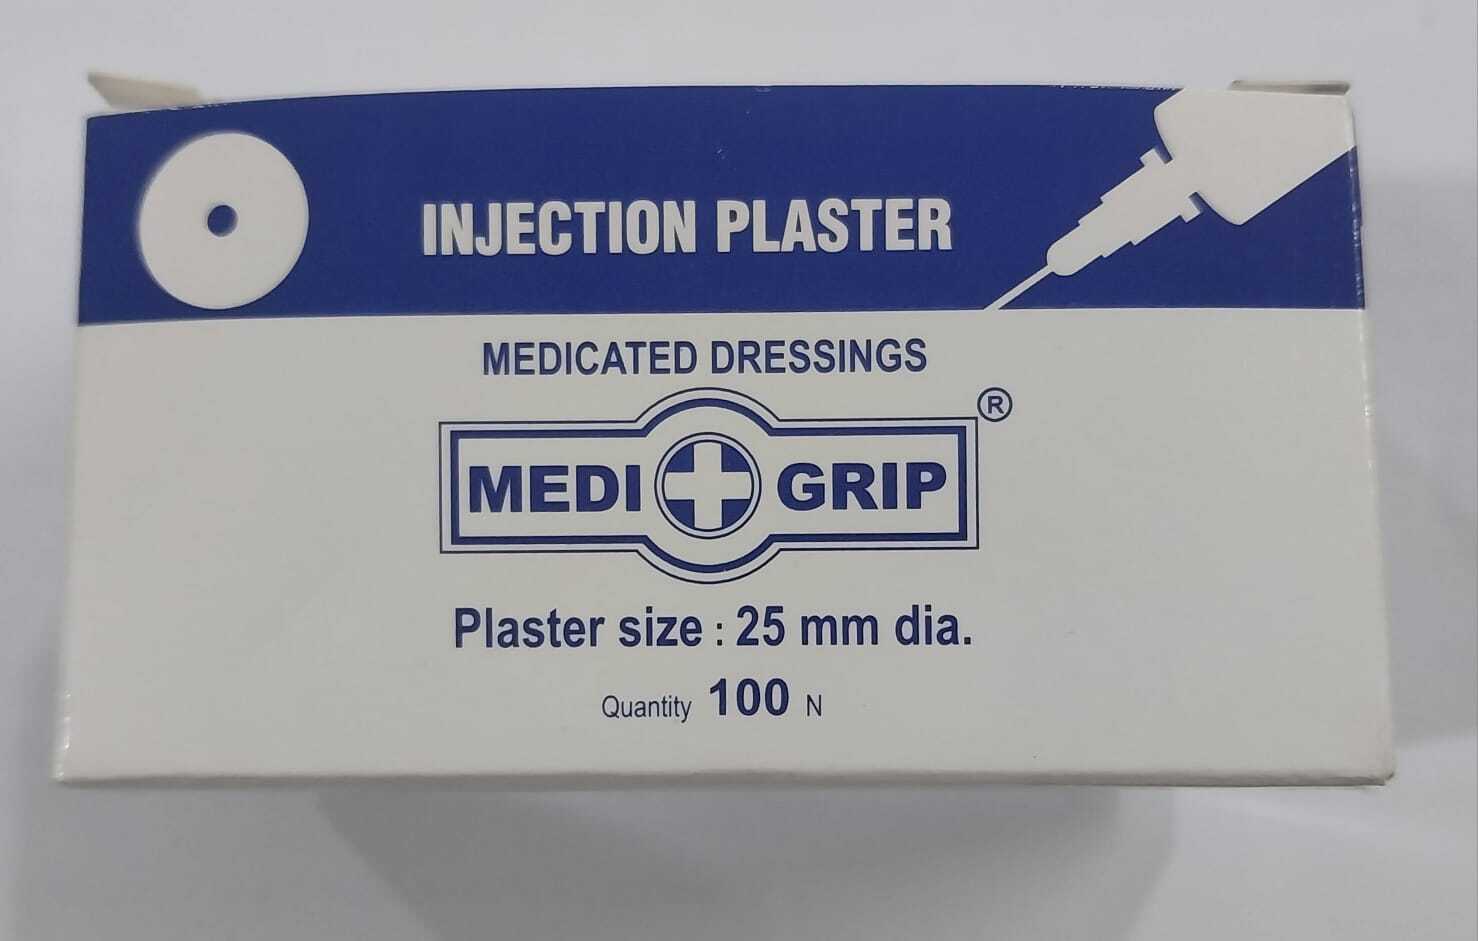 INJECTION PLASTER
MEDICATED DRESSINGS
MEDI GRIP ®
Plaster size : 25 mm dia.
Quantity 100 N